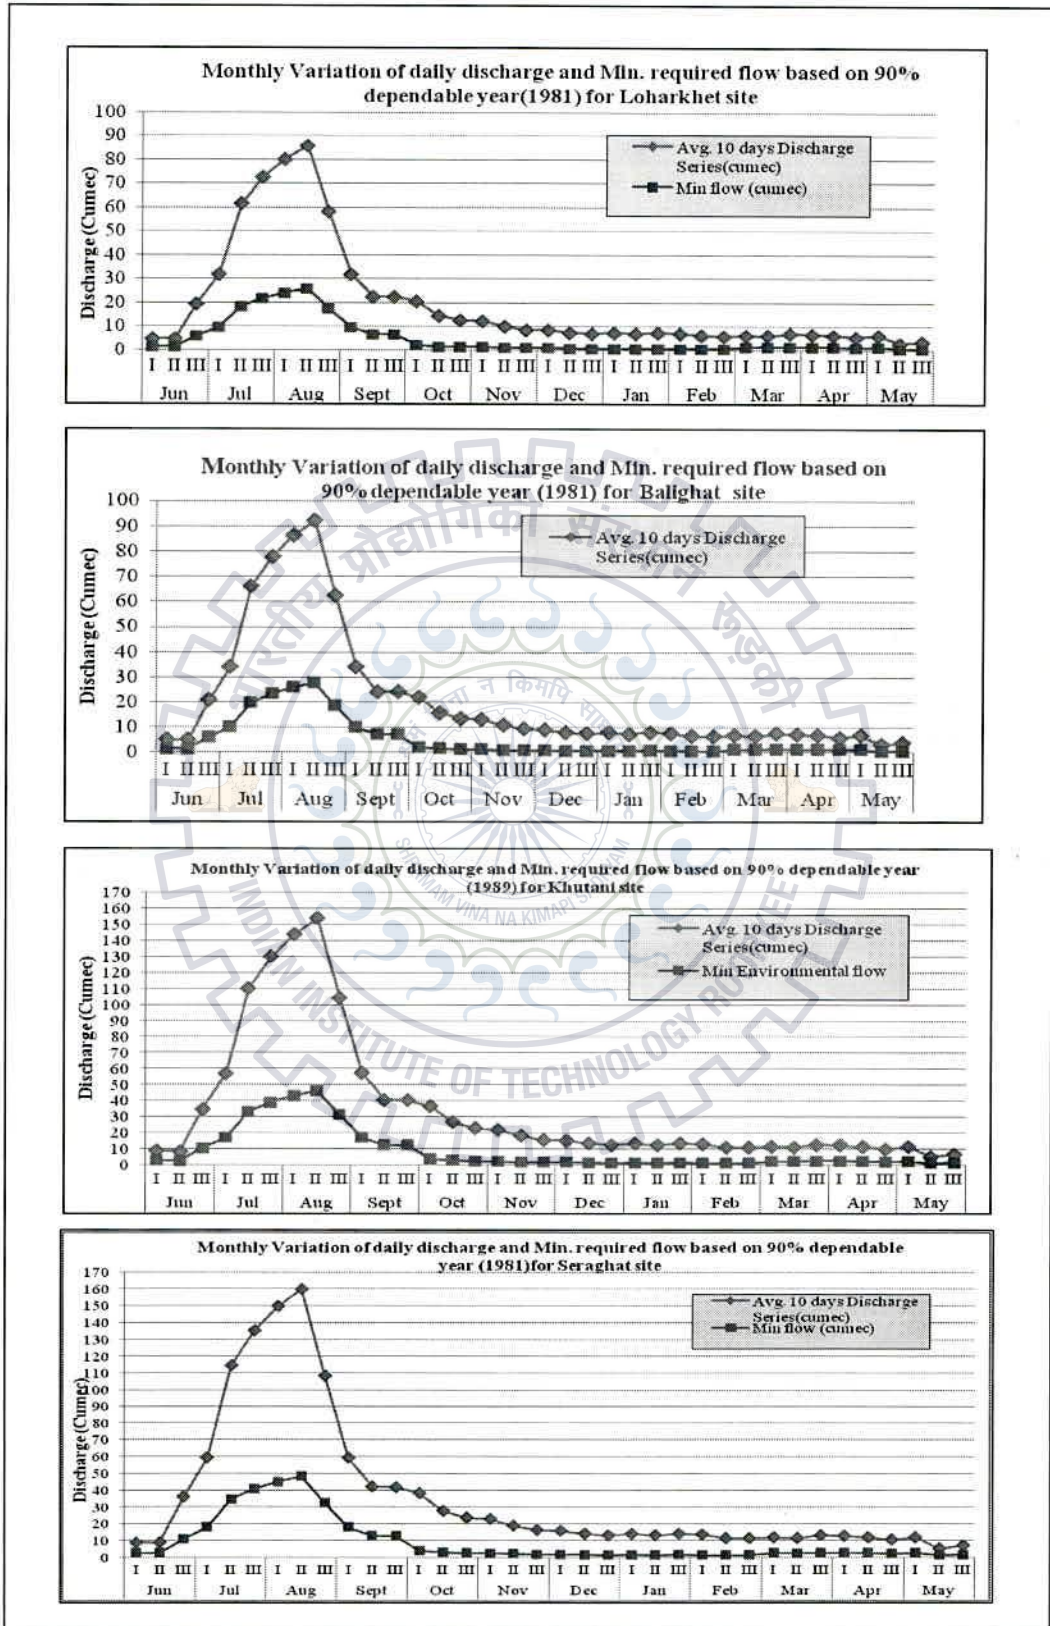 Monthly Variation of daily discharge and Min. required flow based on 90%
dependable year(1981) for Loharkhet site
Discharge (Cumec)
100
90
80
70
60
50
40
30
20
10
0
Avg. 10 days Discharge
Series(cumec)
Min flow (cumec)
I II III I II III I II III I II III I II III I II III I II III I II III I II III I II III I II III I II III
Jun Jul Aug Sept Oct Nov Dec Jan Feb Mar Apr May
Monthly Variation of daily discharge and Min. required flow based on
90% dependable year (1981) for Balighat site
Discharge (Cumec)
100
90
80
70
60
50
40
30
20
10
0
Avg. 10 days Discharge
Series(cumec)
I II III I II III I II III I II III I II III I II III I II III I II III I II III I II III I II III I II III
Jun Jul Aug Sept Oct Nov Dec Jan Feb Mar Apr May
Monthly Variation of daily discharge and Min. required flow based on 90% dependable year
(1989) for Khutani site
Discharge (Cumec)
170
160
150
140
130
120
110
100
90
80
70
60
50
40
30
20
10
0
Avg. 10 days Discharge
Series(cumec)
Min Environmental flow
I II III I II III I II III I II III I II III I II III I II III I II III I II III I II III I II III I II III
Jun Jul Aug Sept Oct Nov Dec Jan Feb Mar Apr May
Monthly Variation of daily discharge and Min. required flow based on 90% dependable
year (1981)for Seraghat site
Discharge (Cumec)
170
160
150
140
130
120
110
100
90
80
70
60
50
40
30
20
10
0
Avg. 10 days Discharge
Series(cumec)
Min flow (cumec)
I II III I II III I II III I II III I II III I II III I II III I II III I II III I II III I II III I II III
Jun Jul Aug Sept Oct Nov Dec Jan Feb Mar Apr May
भारतीय प्रौद्योगिकी संस्थान रूड़की
INDIAN INSTITUTE OF TECHNOLOGY ROORKEE